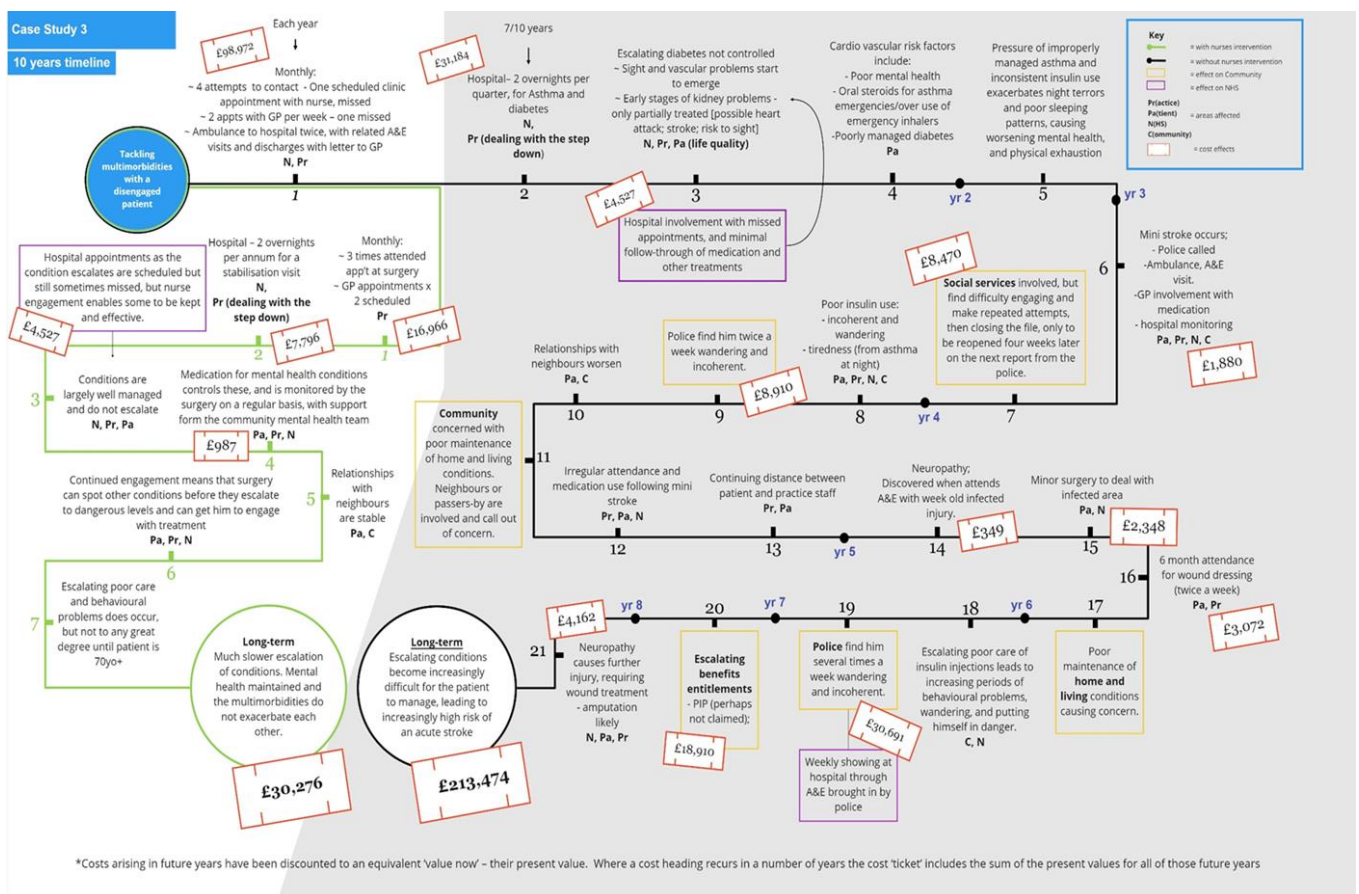 Case Study 3
10 years timeline
Each year
£98,972
Monthly:
~ 4 attempts to contact - One scheduled clinic
appointment with nurse, missed
~ 2 appts with GP per week – one missed
~ Ambulance to hospital twice, with related A&E
visits and discharges with letter to GP
N, Pr
1
7/10 years
£31,184
Hospital– 2 overnights per
quarter, for Asthma and
diabetes
N,
Pr (dealing with the step
down)
2
Escalating diabetes not controlled
~ Sight and vascular problems start
to emerge
~ Early stages of kidney problems -
only partially treated [possible heart
attack; stroke; risk to sight]
N, Pr, Pa (life quality)
3
£4,527
Hospital involvement with missed
appointments, and minimal
follow-through of medication and
other treatments
Cardio vascular risk factors
include:
- Poor mental health
- Oral steroids for asthma
emergencies/over use of
emergency inhalers
-Poorly managed diabetes
Pa
4
yr 2
Pressure of improperly
managed asthma and
inconsistent insulin use
exacerbates night terrors
and poor sleeping
patterns, causing
worsening mental health,
and physical exhaustion
5
yr 3
Key
= with nurses intervention
= without nurses intervention
= effect on Community
= effect on NHS
Pr(actice)
Pa(tient)
N(HS)
C(ommunity)
= areas affected
= cost effects
Tackling
multimorbidities
with a
disengaged
patient
Mini stroke occurs;
- Police called
-Ambulance, A&E
visit.
-GP involvement with
medication
- hospital monitoring
Pa, Pr, N, C
£1,880
6
£8,470
Social services involved, but
find difficulty engaging and
make repeated attempts,
then closing the file, only to
be reopened four weeks later
on the next report from the
police.
7
yr 4
Poor insulin use:
- incoherent and
wandering
- tiredness (from asthma
at night)
Pa, Pr, N, C
8
Police find him twice a
week wandering and
incoherent.
£8,910
9
Relationships with
neighbours worsen
Pa, C
10
Community
concerned with
poor maintenance
of home and living
conditions.
Neighbours or
passers-by are
involved and call out
of concern.
11
Irregular attendance and
medication use following mini
stroke
Pr, Pa, N
12
Continuing distance between
patient and practice staff
Pr, Pa
13
yr 5
Neuropathy;
Discovered when attends
A&E with week old infected
injury.
£349
14
Minor surgery to deal with
infected area
Pa, N
£2,348
15
16
6 month attendance
for wound dressing
(twice a week)
Pa, Pr
£3,072
17
Poor
maintenance of
home and
living conditions
causing concern.
yr 6
18
Escalating poor care of
insulin injections leads to
increasing periods of
behavioural problems,
wandering, and putting
himself in danger.
C, N
19
Police find him
several times a
week wandering
and incoherent.
£30,691
Weekly showing at
hospital through
A&E brought in by
police
yr 7
20
Escalating
benefits
entitlements
- PIP (perhaps
not claimed);
£18,910
yr 8
£4,162
21
Neuropathy
causes further
injury, requiring
wound treatment
- amputation
likely
N, Pa, Pr
Long-term
Escalating conditions
become increasingly
difficult for the patient
to manage, leading to
increasingly high risk of
an acute stroke
£213,474
Monthly:
~ 3 times attended
app't at surgery
~ GP appointments x
2 scheduled
Pr
£16,966
1
Hospital – 2 overnights
per annum for a
stabilisation visit
N,
Pr (dealing with the
step down)
£7,796
2
Hospital appointments as the
condition escalates are scheduled but
still sometimes missed, but nurse
engagement enables some to be kept
and effective.
£4,527
3
Conditions are
largely well managed
and do not escalate
N, Pr, Pa
Medication for mental health conditions
controls these, and is monitored by the
surgery on a regular basis, with support
form the community mental health team
Pa, Pr, N
£987
4
5
Relationships
with
neighbours
are stable
Pa, C
Continued engagement means that surgery
can spot other conditions before they escalate
to dangerous levels and can get him to engage
with treatment
Pa, Pr, N
6
7
Escalating poor care
and behavioural
problems does occur,
but not to any great
degree until patient is
70yo+
Long-term
Much slower escalation
of conditions. Mental
health maintained and
the multimorbidities do
not exacerbate each
other.
£30,276
*Costs arising in future years have been discounted to an equivalent 'value now' – their present value. Where a cost heading recurs in a number of years the cost 'ticket' includes the sum of the present values for all of those future years